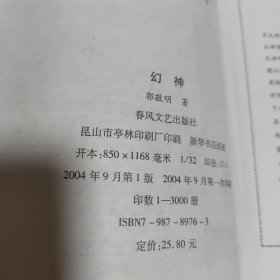 幻神
郭敬明 著
春风文艺出版社
昆山市亭林印刷厂印刷 新华书店经销
开本:850×1168 毫米 1/32 印张:
2004 年 9 月第 1 版 2004 年 9 月第一次印刷
印数 1—3000 册
ISBN7-987-8976-3
定价:25.80 元